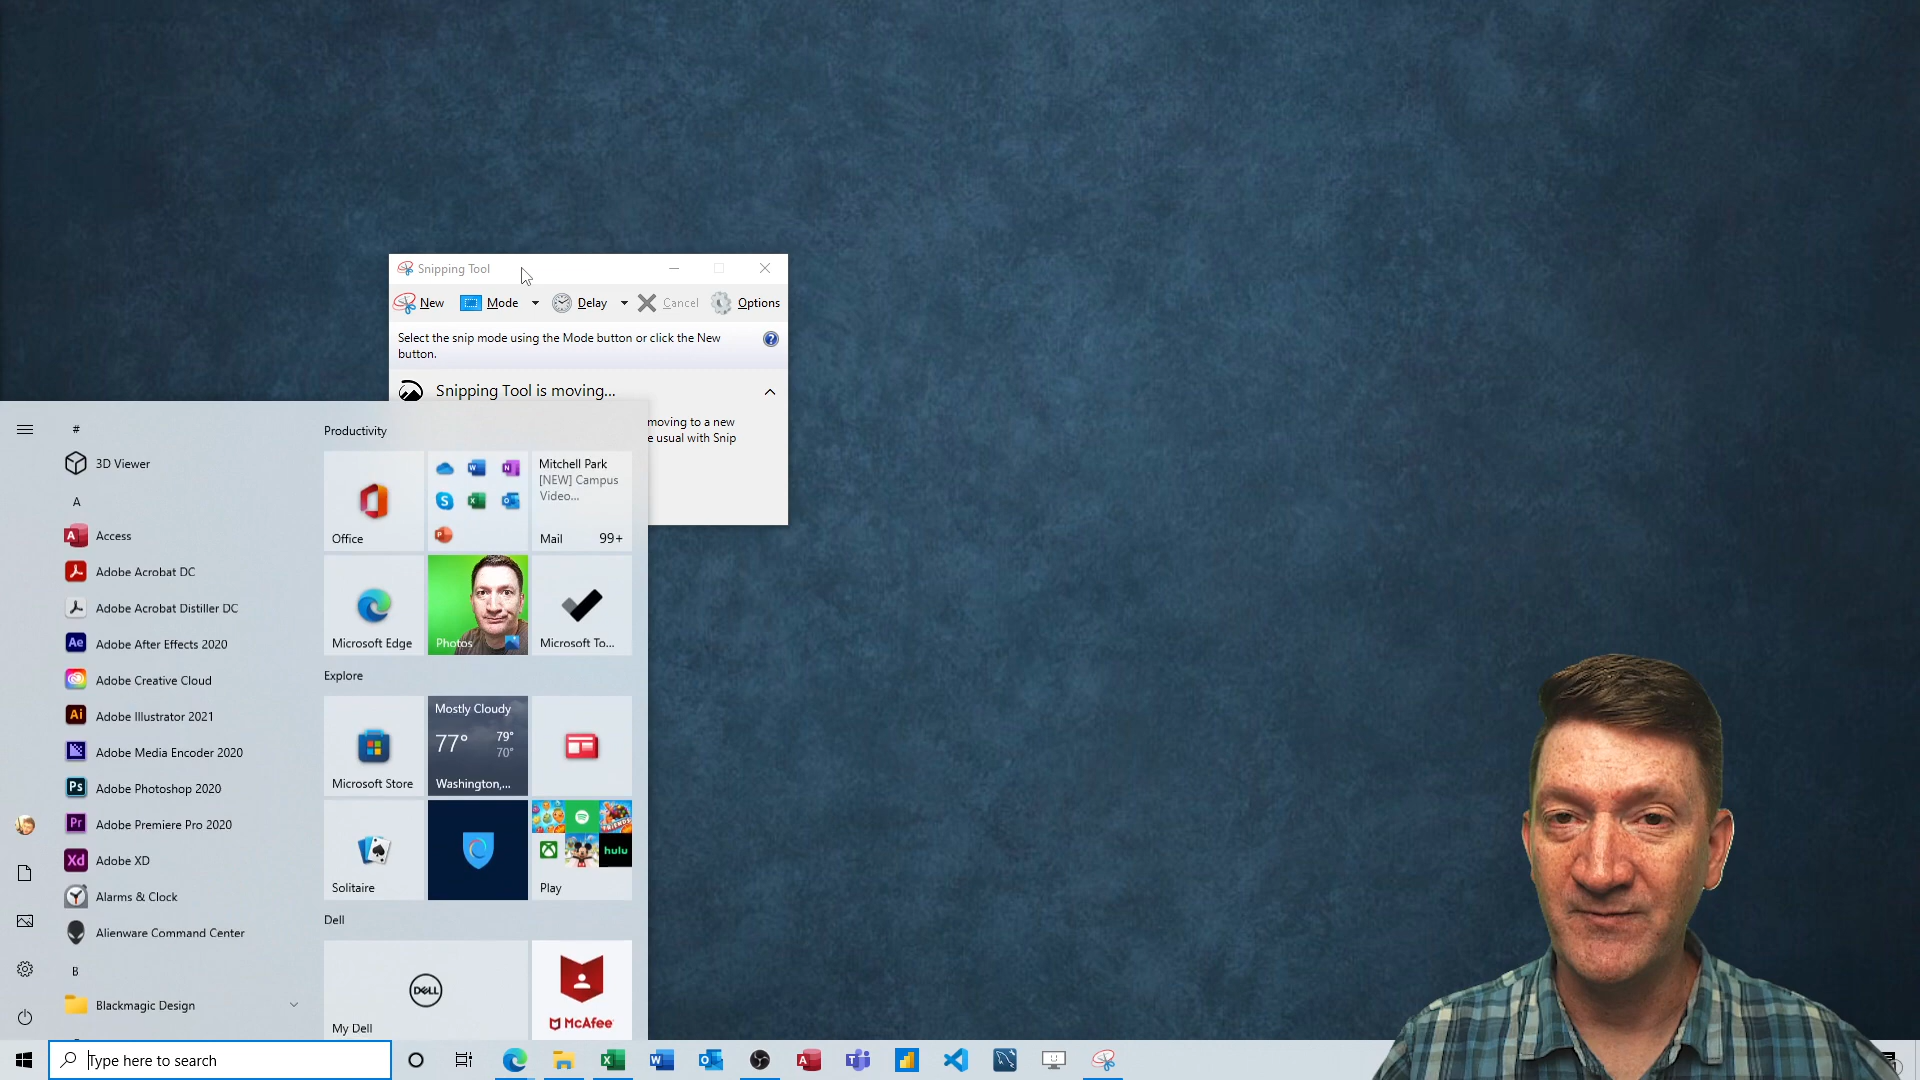 Snipping Tool
New
Mode
Delay
Cancel
Options
Select the snip mode using the Mode button or click the New
button.
?
Snipping Tool is moving...
moving to a new
e usual with Snip
#
3D Viewer
A
Access
Adobe Acrobat DC
Adobe Acrobat Distiller DC
Adobe After Effects 2020
Adobe Creative Cloud
Adobe Illustrator 2021
Adobe Media Encoder 2020
Adobe Photoshop 2020
Adobe Premiere Pro 2020
Adobe XD
Alarms & Clock
Alienware Command Center
B
Blackmagic Design
Productivity
Office
Mitchell Park
[NEW] Campus
Video...
Mail 99+
Microsoft Edge
Photos
Microsoft To...
Explore
Microsoft Store
Mostly Cloudy
77° 79°
70°
Washington,...
Solitaire
hulu
Play
Dell
DELL
My Dell
McAfee
Type here to search